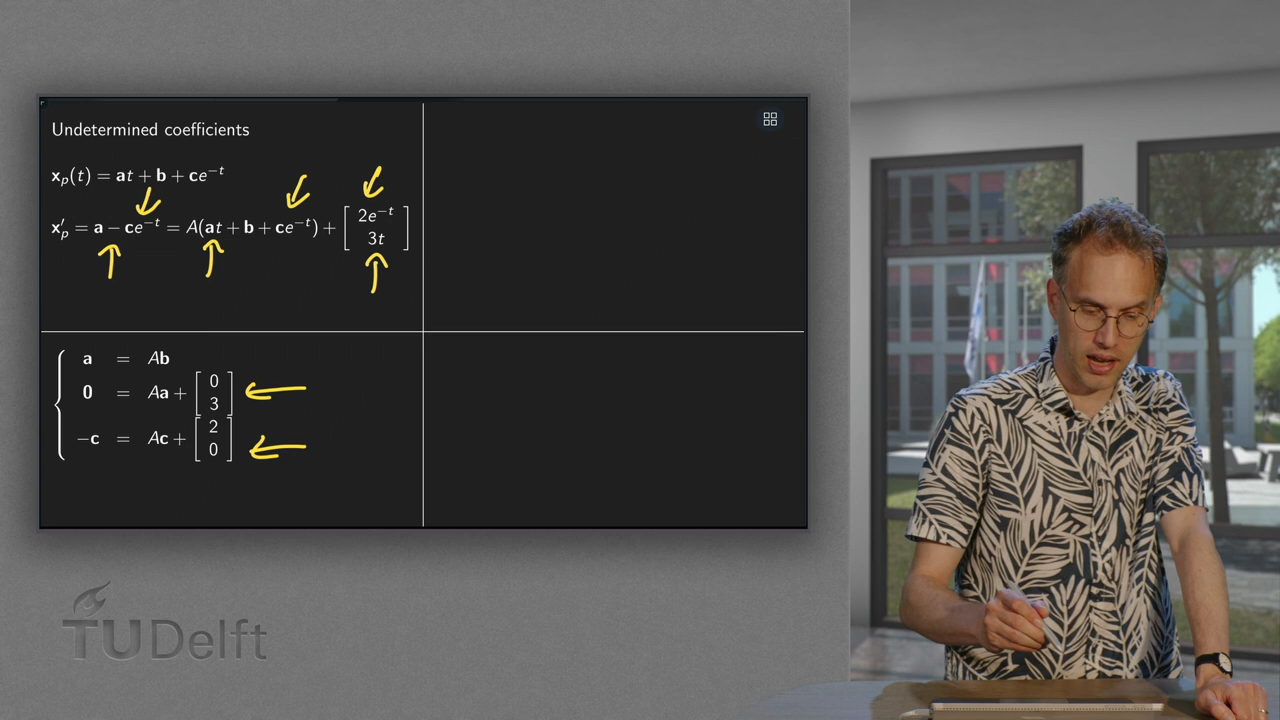 Undetermined coefficients
x_p(t) = at + b + ce^{-t}
x'_p = a − ce^{-t} = A(at + b + ce^{-t}) + [2e^{-t}; 3t]
a = Ab
0 = Aa + [0; 3]
−c = Ac + [2; 0]
TUDelft